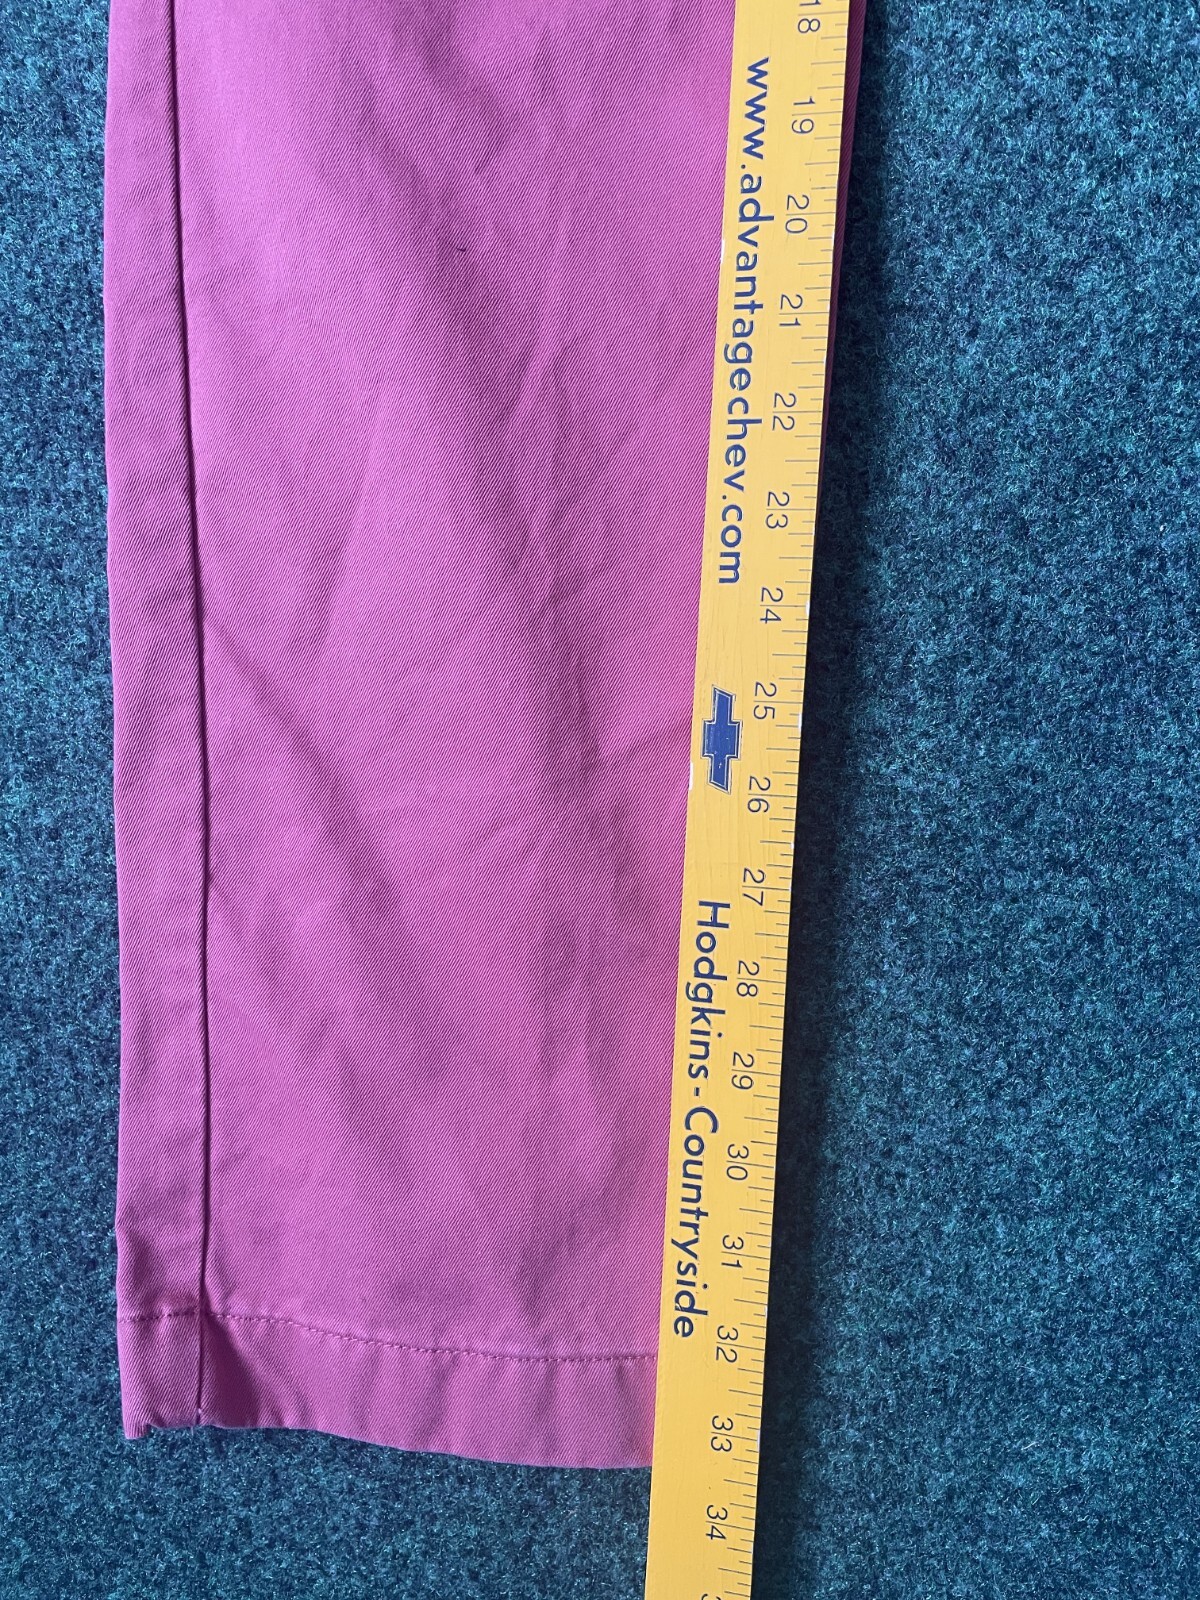 www.advantagechev.com
Hodgkins - Countryside
18 19 20 21 22 23 24 25 26 27 28 29 30 31 32 33 34